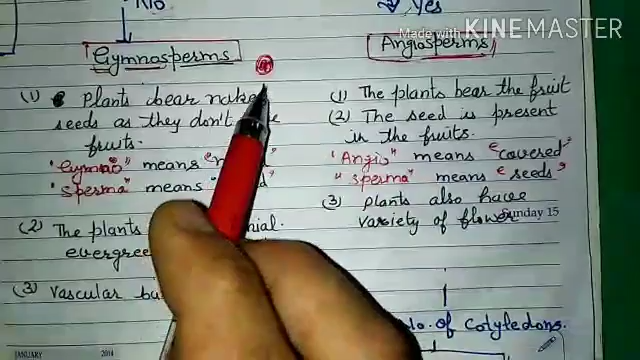 No
Yes
Made with KINEMASTER
Gymnosperms
Angiosperms
(1) Plants bear
seeds as they don't
fruits.
"Gymno" means
"Sperma" means
(2) The plants
evergreen
(3) Vascular
(1) The plants bear the fruit
(2) The seed is present
in the fruits.
"Angio" means "covered"
"sperma" means "seeds"
(3) Plants also have
variety of flower
Sunday 15
No. of Cotyledons.
JANUARY 2014